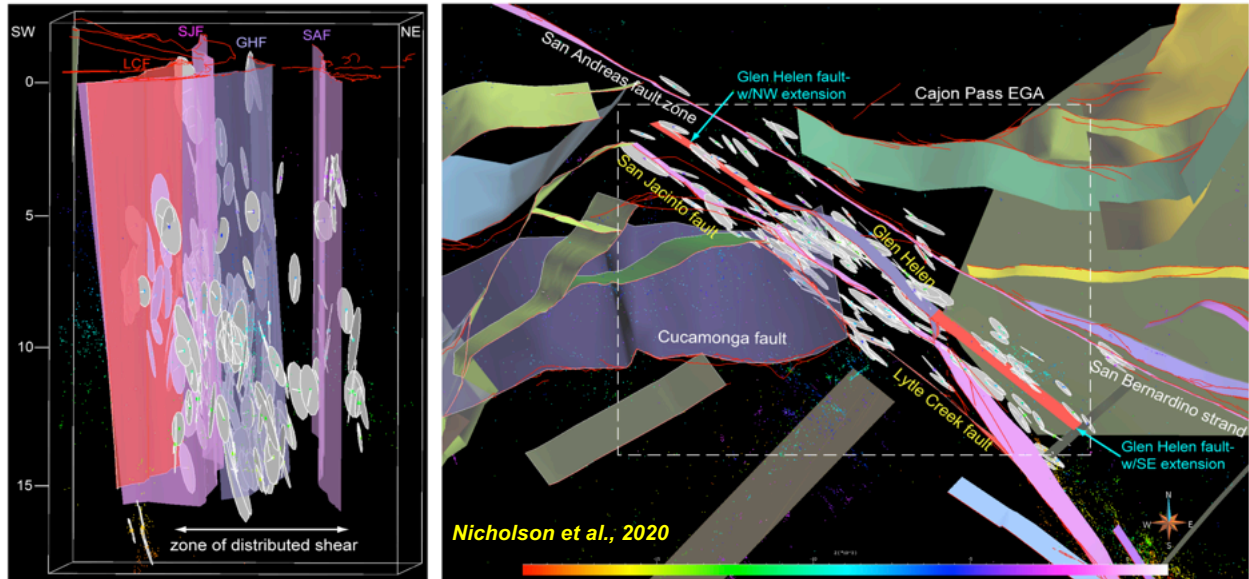 SW
SJF
GHF
SAF
NE
LCF
0
5
10
15
zone of distributed shear
San Andreas fault zone
Glen Helen fault-
w/NW extension
Cajon Pass EGA
San Jacinto fault
Glen Helen
Cucamonga fault
Lytle Creek fault
San Bernardino strand
Glen Helen fault-
w/SE extension
Nicholson et al., 2020
N
W
E
S